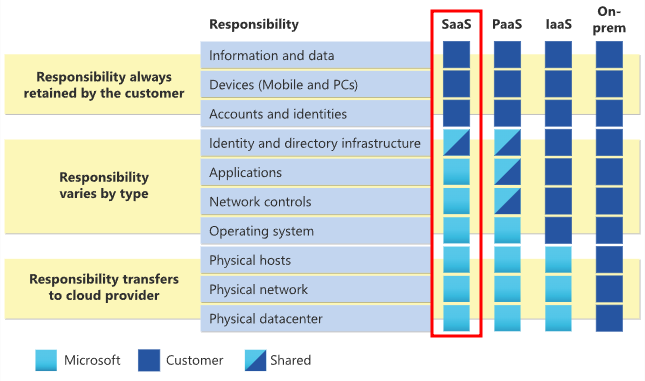 Responsibility
SaaS
PaaS
IaaS
On-
prem
Responsibility always
retained by the customer
Information and data
Devices (Mobile and PCs)
Accounts and identities
Responsibility
varies by type
Identity and directory infrastructure
Applications
Network controls
Operating system
Responsibility transfers
to cloud provider
Physical hosts
Physical network
Physical datacenter
Microsoft
Customer
Shared